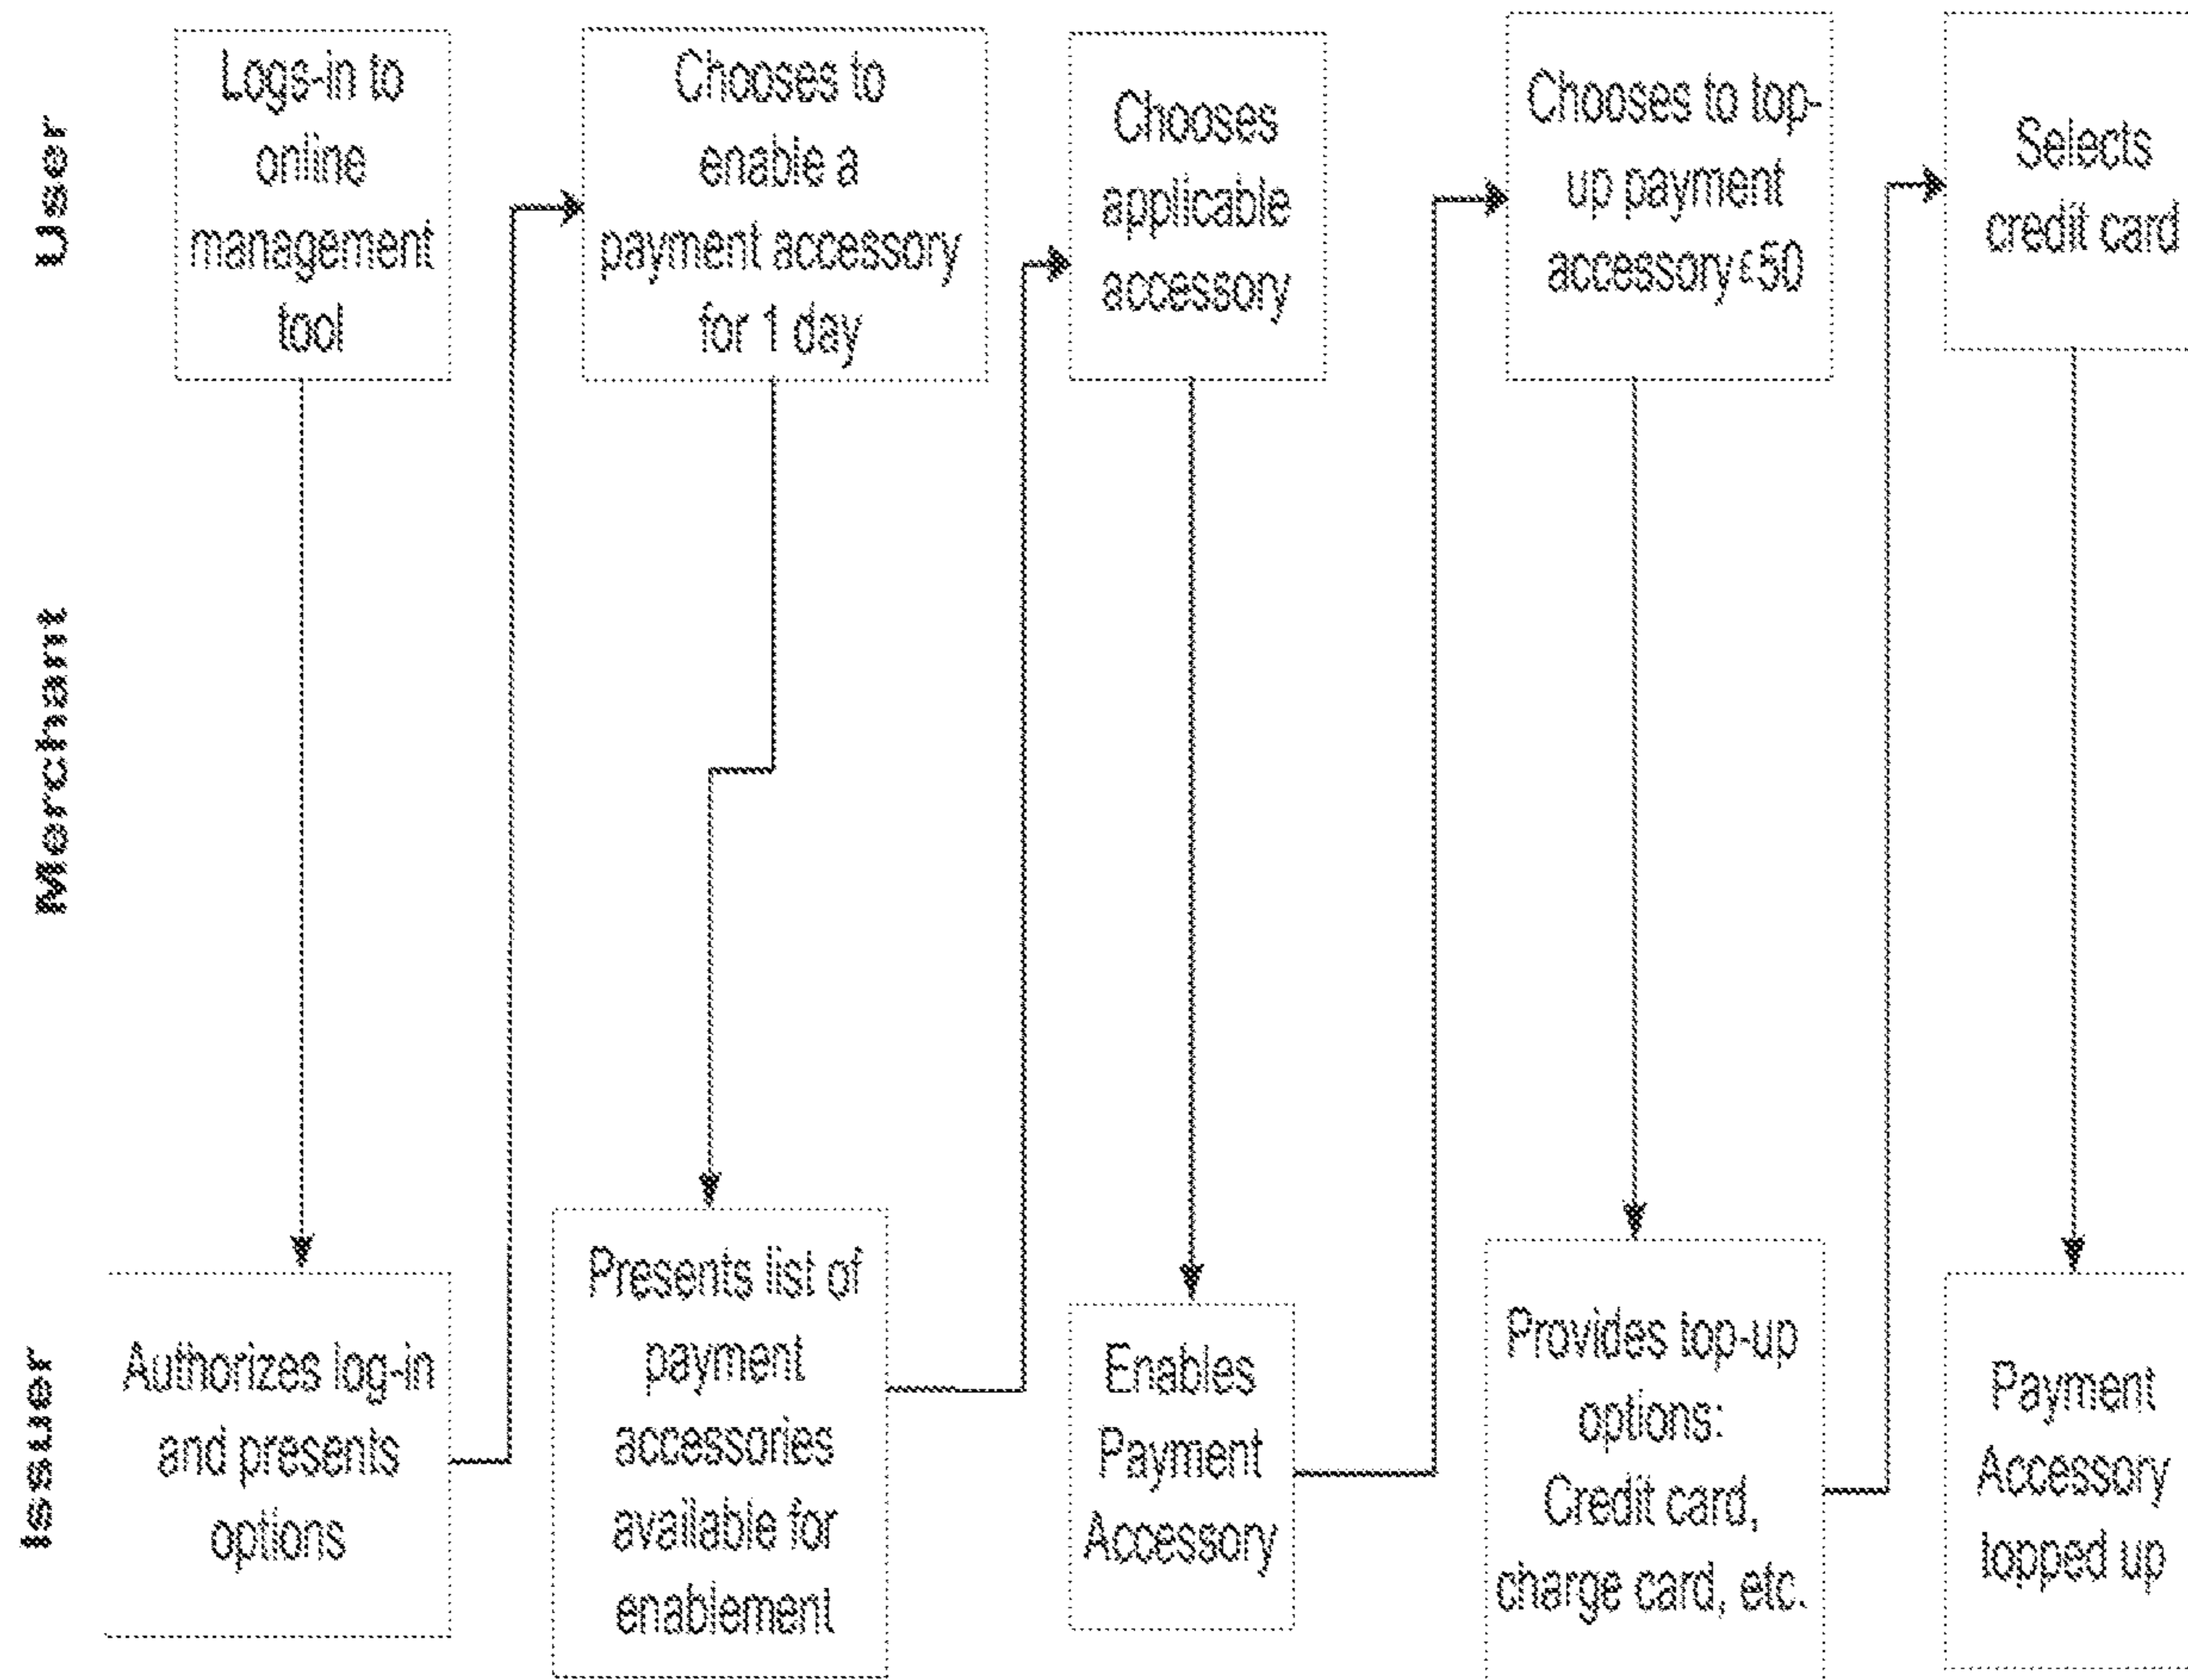 User
Logs-in to
online
management
tool
Chooses to
enable a
payment accessory
for 1 day
Chooses
applicable
accessory
Chooses to top-
up payment
accessory £50
Selects
credit card
Merchant
Issuer
Authorizes log-in
and presents
options
Presents list of
payment
accessories
available for
enablement
Enables
Payment
Accessory
Provides top-up
options:
Credit card,
charge card, etc.
Payment
Accessory
topped up